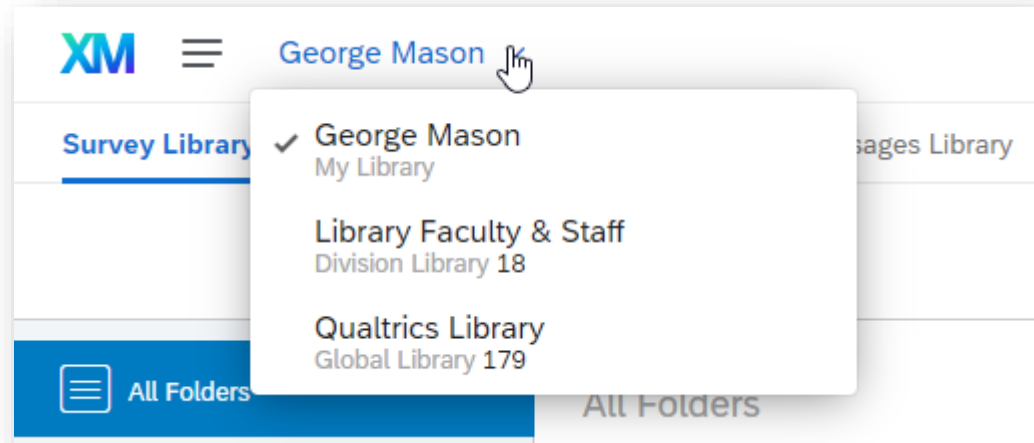 XM George Mason
George Mason
Survey Library
My Library
Library Faculty & Staff
Division Library 18
Qualtrics Library
Global Library 179
All Folders
All Folders
Library